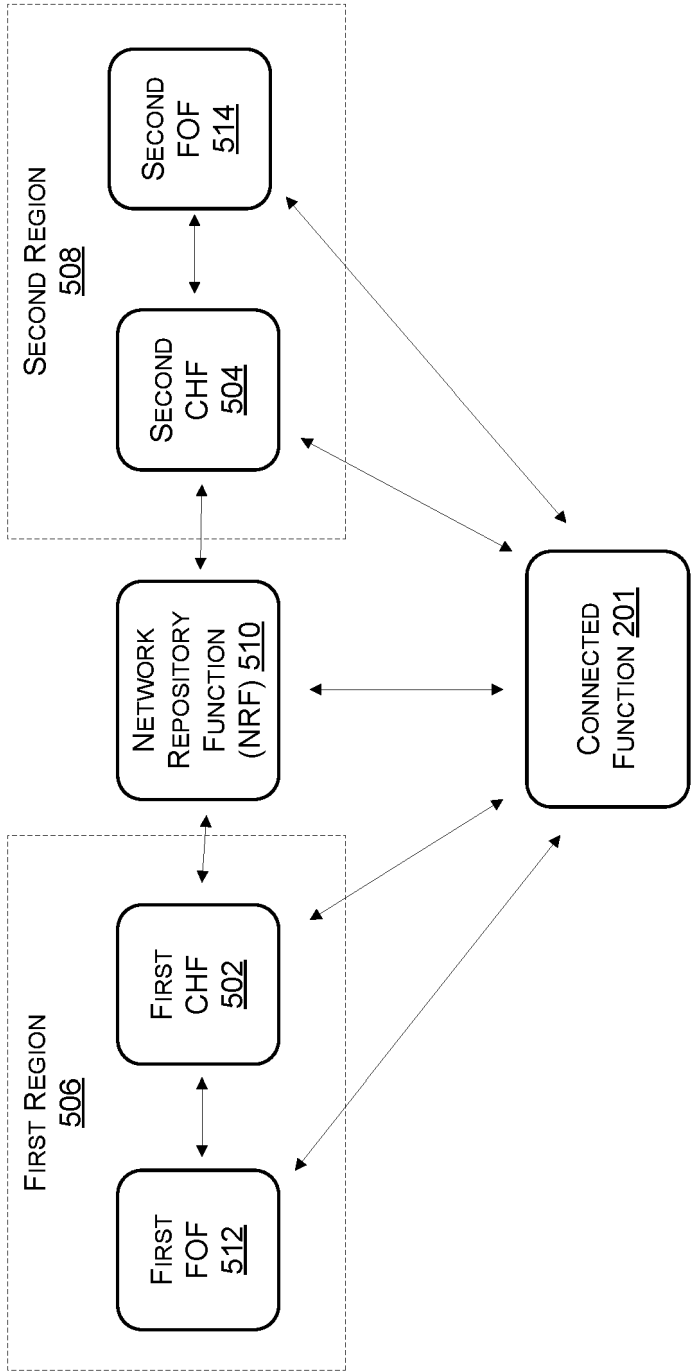 FIRST REGION
506
FIRST
FOF
512
FIRST
CHF
502
NETWORK
REPOSITORY
FUNCTION
(NRF) 510
SECOND REGION
508
SECOND
CHF
504
SECOND
FOF
514
CONNECTED
FUNCTION 201